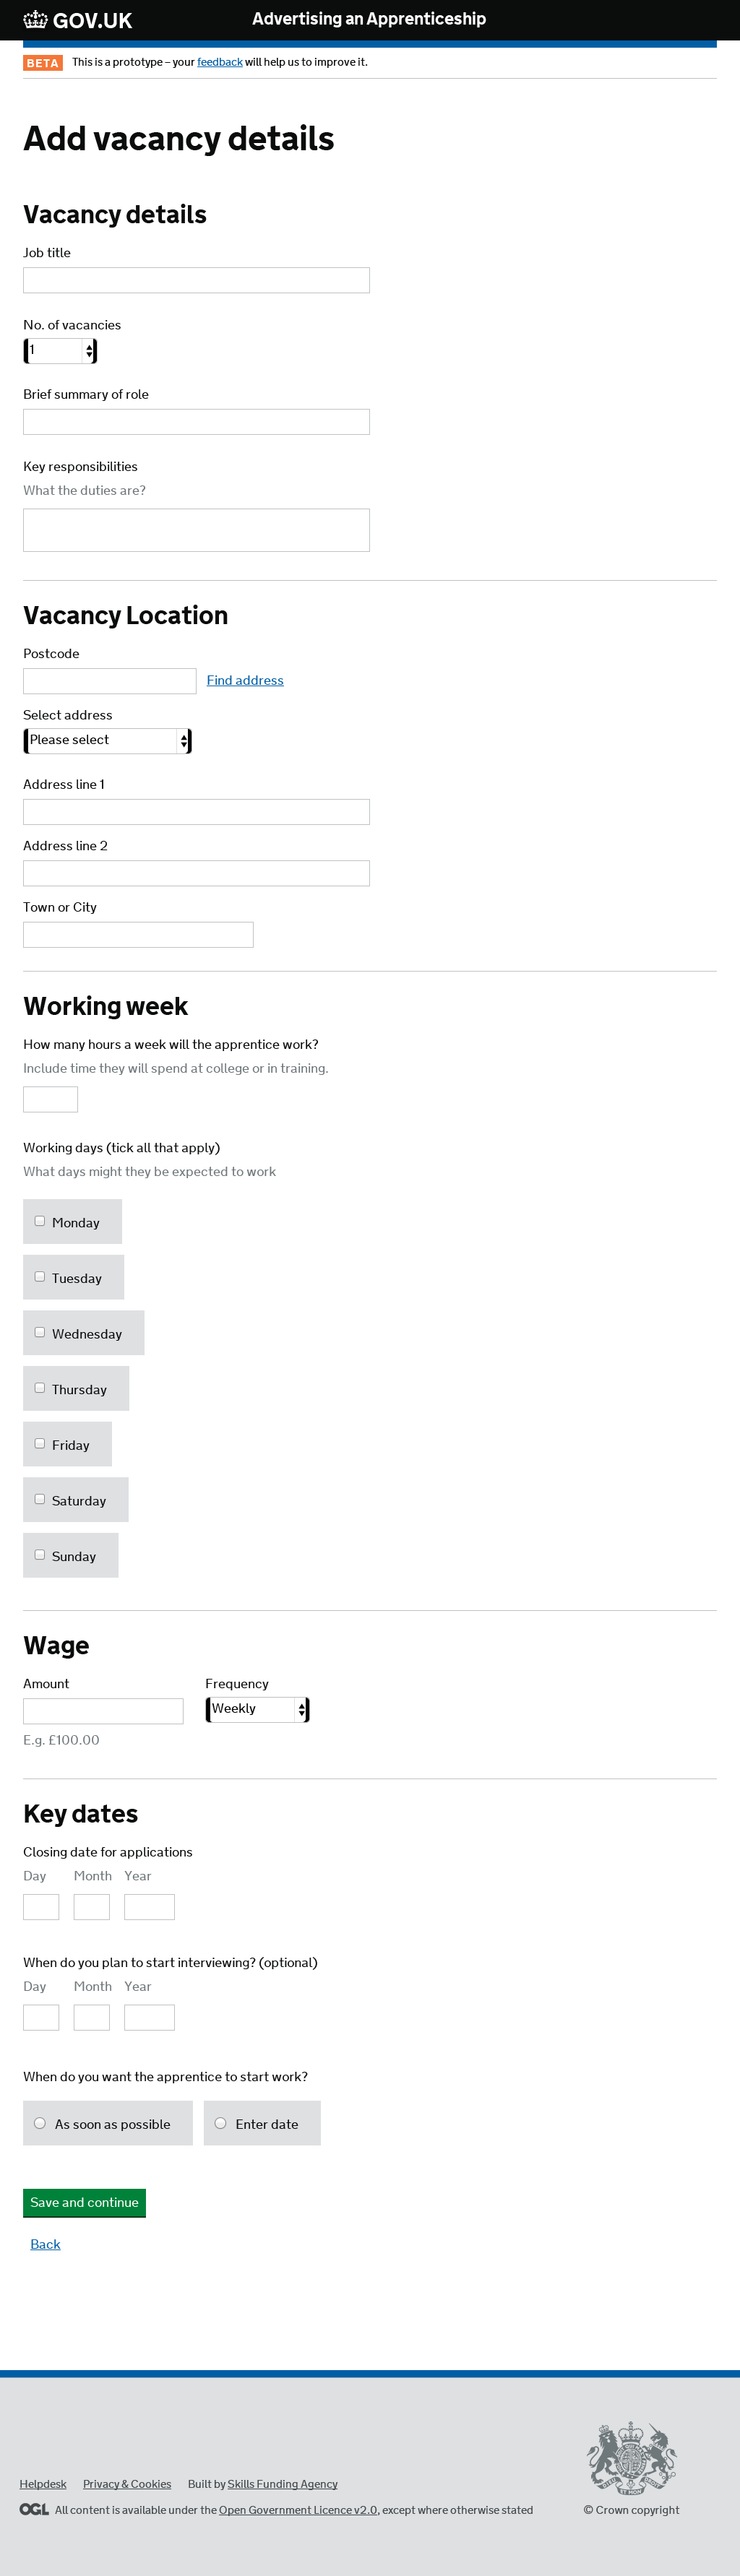 GOV.UK
Advertising an Apprenticeship
BETA This is a prototype – your feedback will help us to improve it.
Add vacancy details
Vacancy details
Job title
No. of vacancies
1
Brief summary of role
Key responsibilities
What the duties are?
Vacancy Location
Postcode
Find address
Select address
Please select
Address line 1
Address line 2
Town or City
Working week
How many hours a week will the apprentice work?
Include time they will spend at college or in training.
Working days (tick all that apply)
What days might they be expected to work
Monday
Tuesday
Wednesday
Thursday
Friday
Saturday
Sunday
Wage
Amount Frequency
Weekly
E.g. £100.00
Key dates
Closing date for applications
Day Month Year
When do you plan to start interviewing? (optional)
Day Month Year
When do you want the apprentice to start work?
As soon as possible Enter date
Save and continue
Back
Helpdesk Privacy & Cookies Built by Skills Funding Agency
OGL All content is available under the Open Government Licence v2.0, except where otherwise stated
© Crown copyright